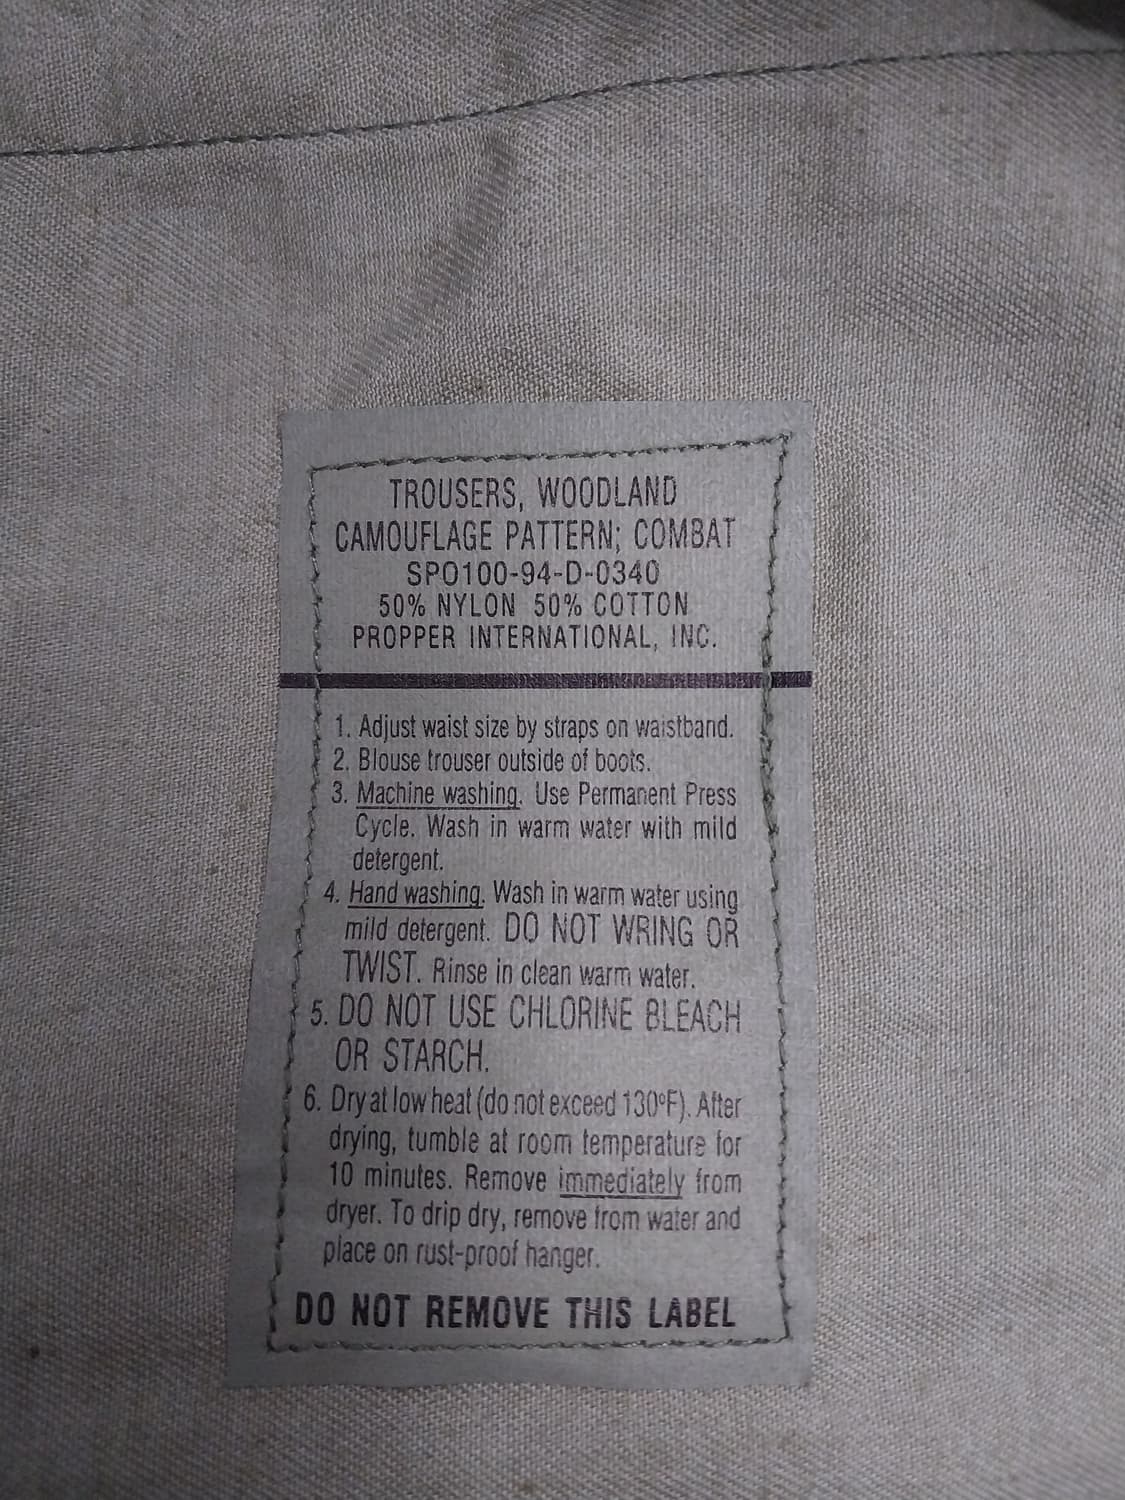 TROUSERS, WOODLAND
CAMOUFLAGE PATTERN; COMBAT
SPO100-94-D-0340
50% NYLON 50% COTTON
PROPPER INTERNATIONAL, INC.
1. Adjust waist size by straps on waistband.
2. Blouse trouser outside of boots.
3. Machine washing. Use Permanent Press
Cycle. Wash in warm water with mild
detergent.
4. Hand washing. Wash in warm water using
mild detergent. DO NOT WRING OR
TWIST. Rinse in clean warm water.
5. DO NOT USE CHLORINE BLEACH
OR STARCH.
6. Dry at low heat (do not exceed 130ºF). After
drying, tumble at room temperature for
10 minutes. Remove immediately from
dryer. To drip dry, remove from water and
place on rust-proof hanger.
DO NOT REMOVE THIS LABEL